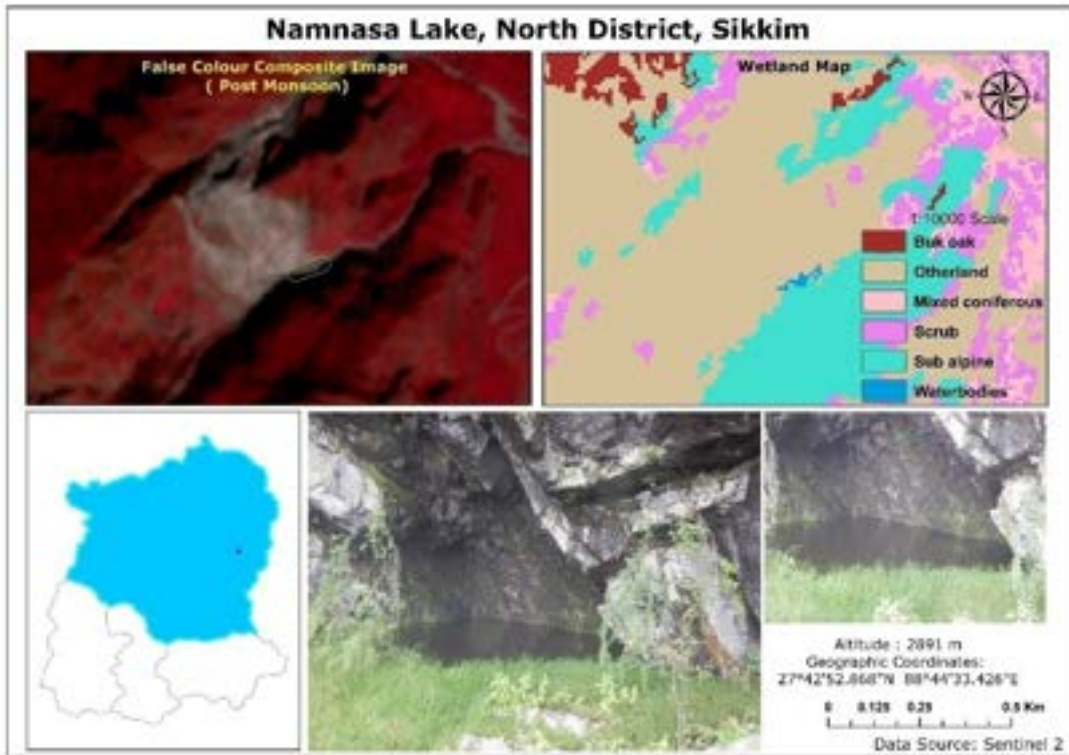 Namnasa Lake, North District, Sikkim
False Colour Composite Image
( Post Monsoon)
Wetland Map
1:10000 Scale
Buk oak
Otherland
Mixed coniferous
Scrub
Sub alpine
Waterbodies
Altitude : 2891 m
Geographic Coordinates:
27°42'52.868"N 88°44'33.426"E
0 0.125 0.25 0.5 Km
Data Source: Sentinel 2